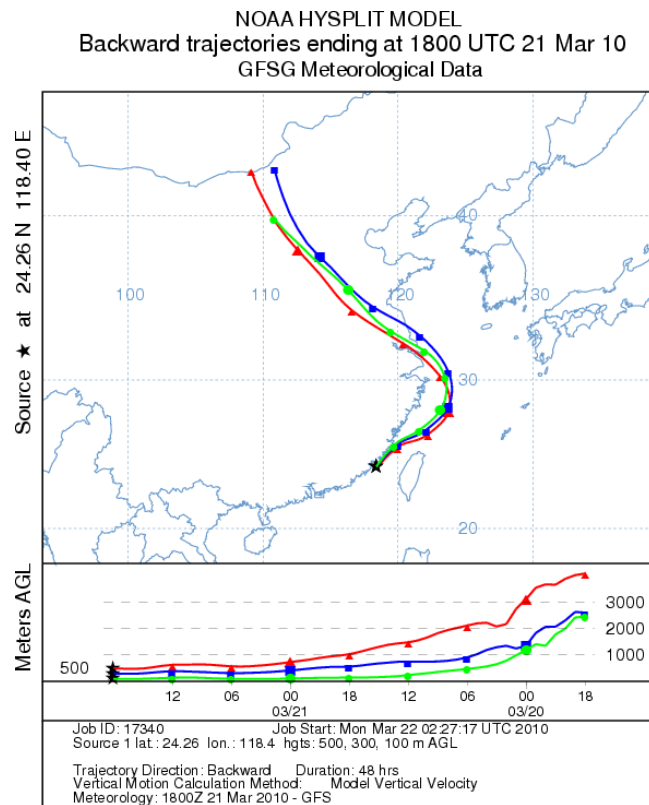 NOAA HYSPLIT MODEL
Backward trajectories ending at 1800 UTC 21 Mar 10
GFSG Meteorological Data
Source ★ at 24.26 N 118.40 E
40
100 110 120 130
30
20
Meters AGL
500
3000
2000
1000
12 06 00 18 12 06 00 18
03/21 03/20
Job ID: 17340 Job Start: Mon Mar 22 02:27:17 UTC 2010
Source 1 lat.: 24.26 lon.: 118.4 hgts: 500, 300, 100 m AGL
Trajectory Direction: Backward Duration: 48 hrs
Vertical Motion Calculation Method: Model Vertical Velocity
Meteorology: 1800Z 21 Mar 2010 - GFS